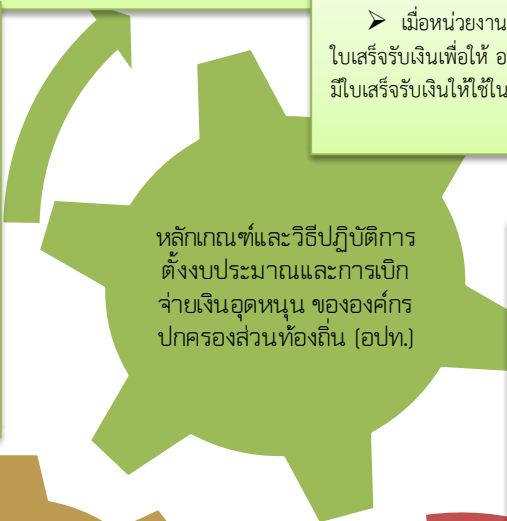 ➢ เมื่อหน่วยงาน
ใบเสร็จรับเงินเพื่อให้ อ
มีใบเสร็จรับเงินให้ใช้ใน
หลักเกณฑ์และวิธีปฏิบัติการ
ตั้งงบประมาณและการเบิก
จ่ายเงินอุดหนุน ขององค์กร
ปกครองส่วนท้องถิ่น (อปท.)